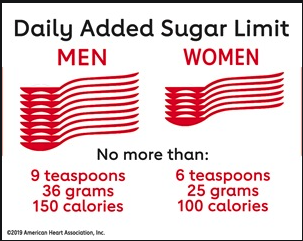 Daily Added Sugar Limit
MEN
WOMEN
No more than:
9 teaspoons
36 grams
150 calories
6 teaspoons
25 grams
100 calories
©2019 American Heart Association, Inc.